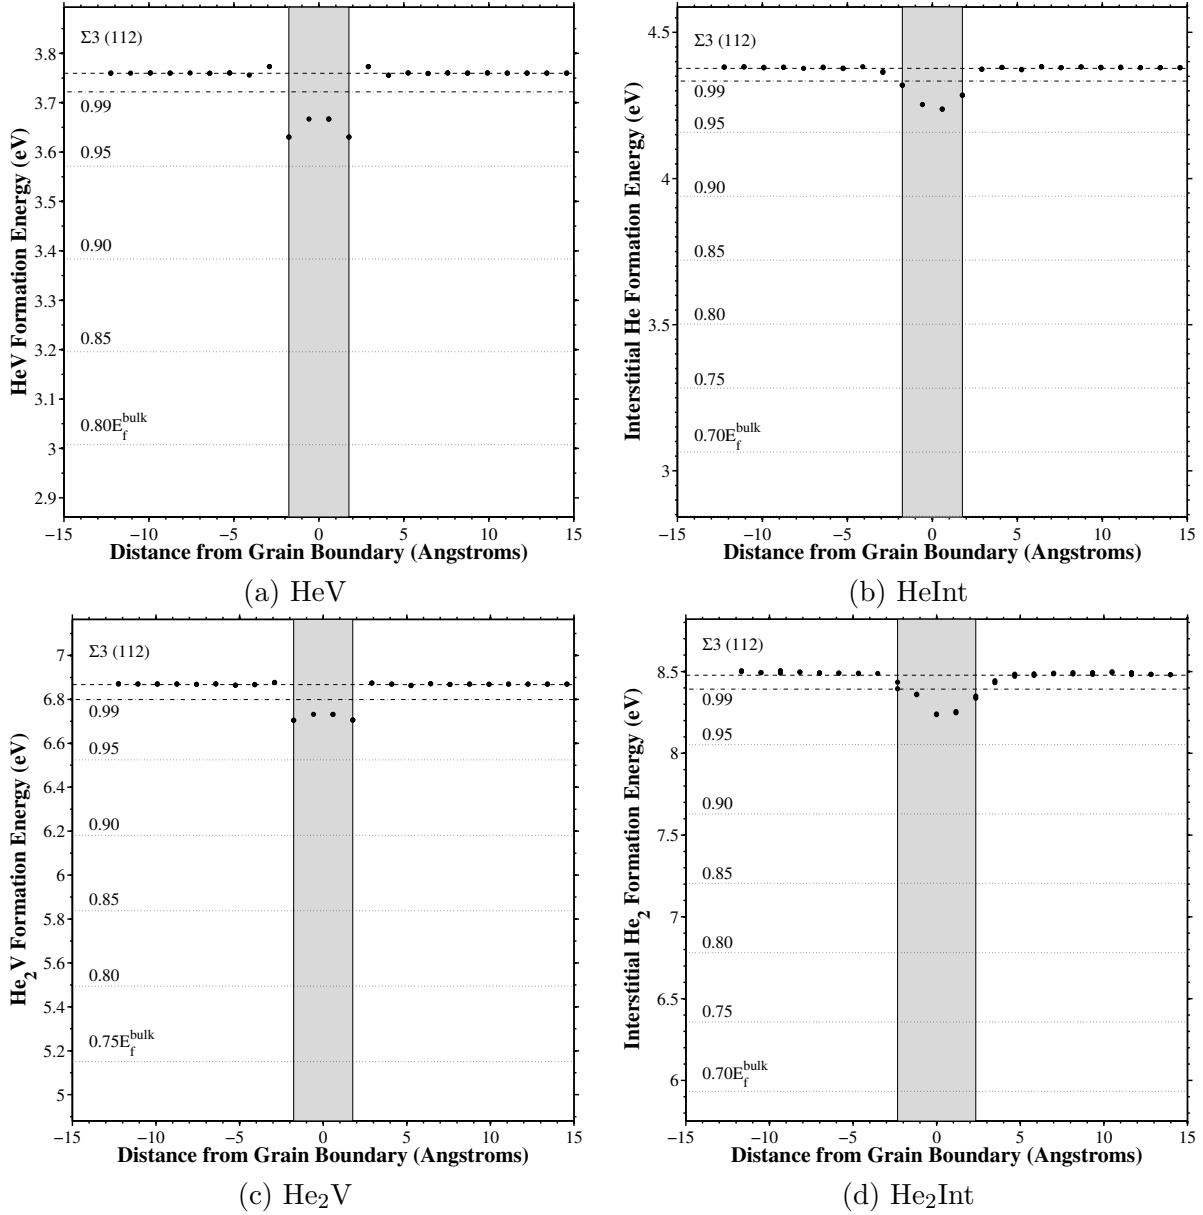 Σ3 (112)
3.8
3.7
3.6
3.5
3.4
3.3
3.2
3.1
3
2.9
0.99
0.95
0.90
0.85
0.80E_f^bulk
HeV Formation Energy (eV)
−15 −10 −5 0 5 10 15
Distance from Grain Boundary (Angstroms)
(a) HeV
Σ3 (112)
4.5
4
3.5
3
0.99
0.95
0.90
0.85
0.80
0.75
0.70E_f^bulk
Interstitial He Formation Energy (eV)
−15 −10 −5 0 5 10 15
Distance from Grain Boundary (Angstroms)
(b) HeInt
Σ3 (112)
7
6.8
6.6
6.4
6.2
6
5.8
5.6
5.4
5.2
5
0.99
0.95
0.90
0.85
0.80
0.75E_f^bulk
He₂V Formation Energy (eV)
−15 −10 −5 0 5 10 15
Distance from Grain Boundary (Angstroms)
(c) He₂V
Σ3 (112)
8.5
8
7.5
7
6.5
6
0.99
0.95
0.90
0.85
0.80
0.75
0.70E_f^bulk
Interstitial He₂ Formation Energy (eV)
−15 −10 −5 0 5 10 15
Distance from Grain Boundary (Angstroms)
(d) He₂Int